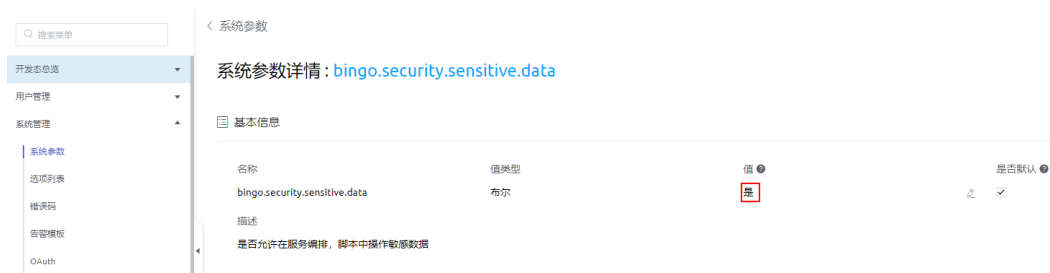 搜索菜单
开发态总览
用户管理
系统管理
系统参数
选项列表
错误码
告警模板
OAuth
< 系统参数
系统参数详情 : bingo.security.sensitive.data
基本信息
名称 值类型 值 是否默认
bingo.security.sensitive.data 布尔 是
描述
是否允许在服务编排，脚本中操作敏感数据